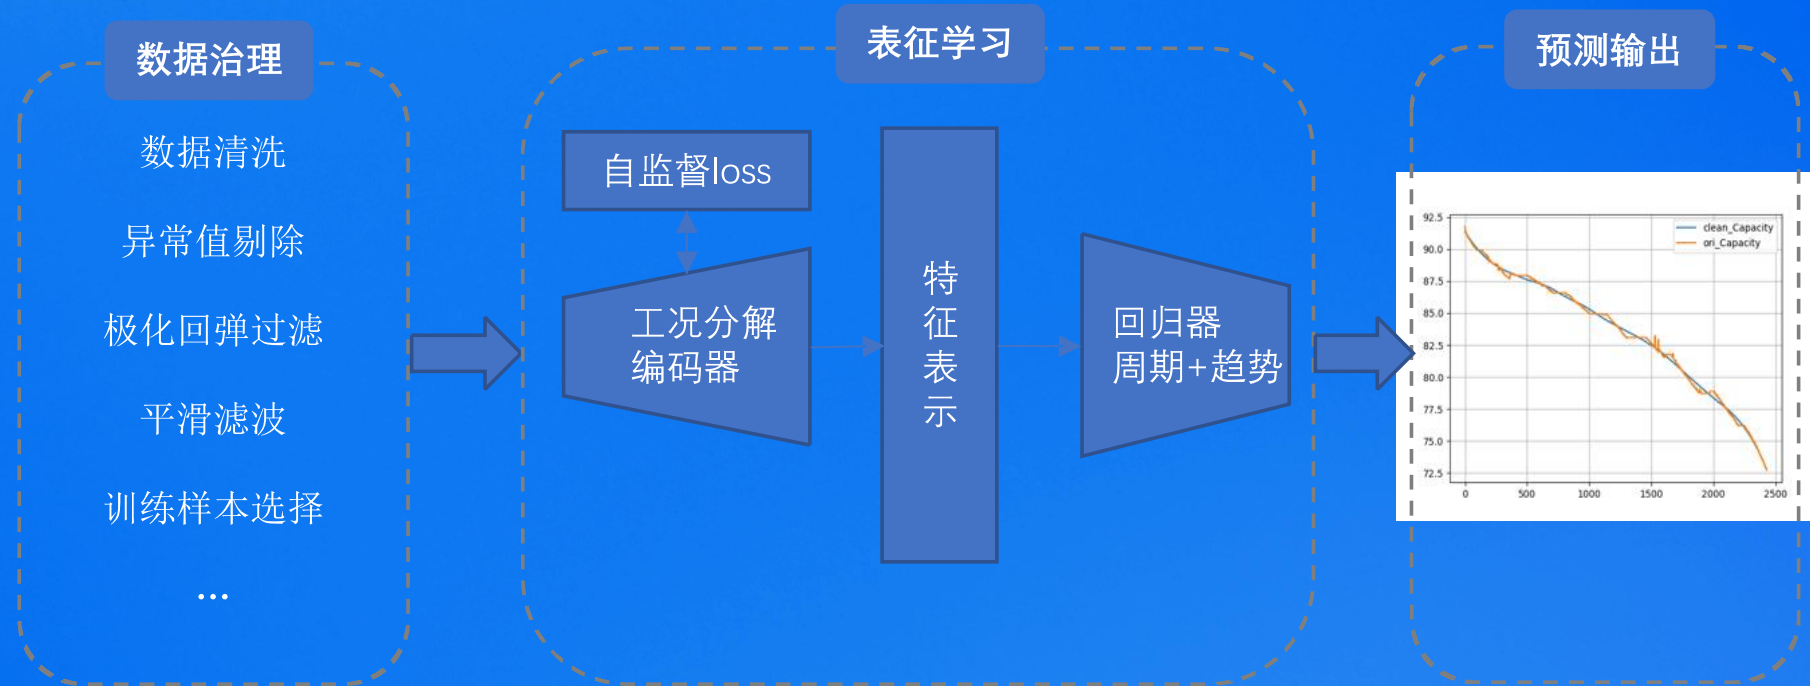 数据治理
数据清洗
异常值剔除
极化回弹过滤
平滑滤波
训练样本选择
...
表征学习
自监督loss
工况分解
编码器
特
征
表
示
回归器
周期+趋势
预测输出
clean_Capacity
ori_Capacity
92.5
90.0
87.5
85.0
82.5
80.0
77.5
75.0
72.5
0 500 1000 1500 2000 2500